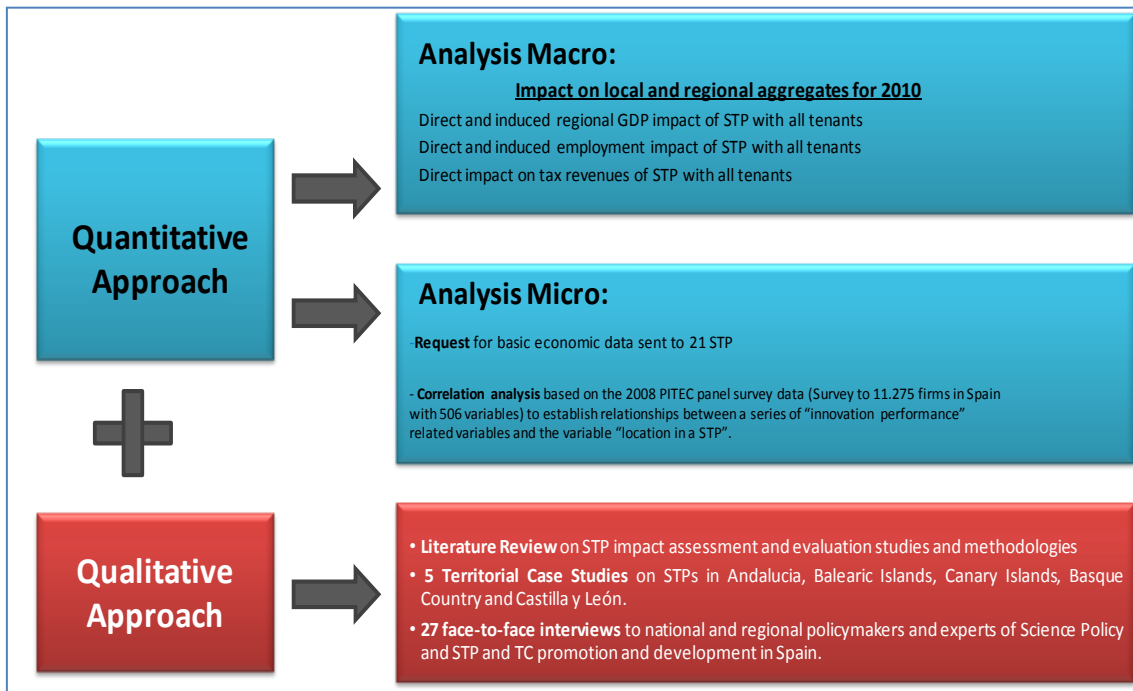 Analysis Macro:
Impact on local and regional aggregates for 2010
Direct and induced regional GDP impact of STP with all tenants
Direct and induced employment impact of STP with all tenants
Direct impact on tax revenues of STP with all tenants
Quantitative
Approach
Analysis Micro:
-Request for basic economic data sent to 21 STP
- Correlation analysis based on the 2008 PITEC panel survey data (Survey to 11.275 firms in Spain
with 506 variables) to establish relationships between a series of “innovation performance”
related variables and the variable “location in a STP”.
Qualitative
Approach
• Literature Review on STP impact assessment and evaluation studies and methodologies
• 5 Territorial Case Studies on STPs in Andalucia, Balearic Islands, Canary Islands, Basque
Country and Castilla y León.
• 27 face-to-face interviews to national and regional policymakers and experts of Science Policy
and STP and TC promotion and development in Spain.